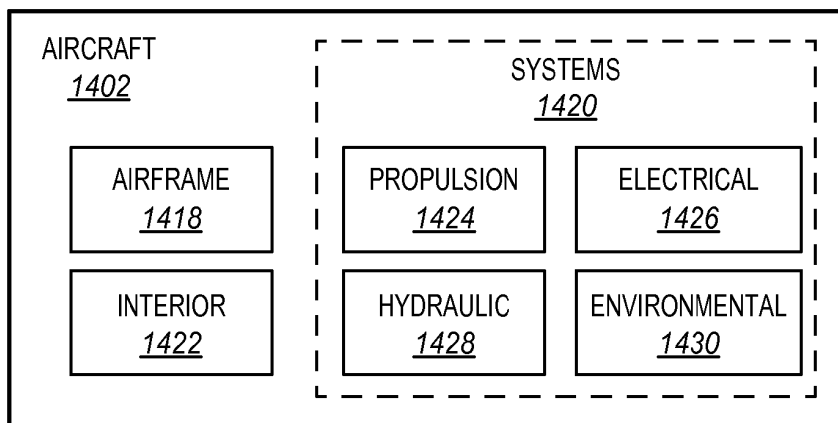 AIRCRAFT
1402
SYSTEMS
1420
AIRFRAME
1418
PROPULSION
1424
ELECTRICAL
1426
INTERIOR
1422
HYDRAULIC
1428
ENVIRONMENTAL
1430